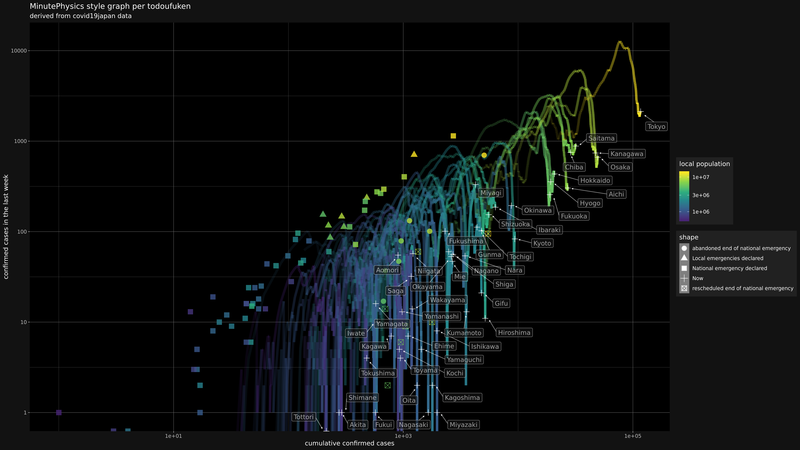 MinutePhysics style graph per todoufuken
derived from covid19japan data
10000
1000
100
10
1
confirmed cases in the last week
1e+01
1e+03
1e+05
cumulative confirmed cases
Tokyo
Saitama
Kanagawa
Chiba
Osaka
Hokkaido
Aichi
Hyogo
Fukuoka
Miyagi
Okinawa
Shizuoka
Ibaraki
Fukushima
Kyoto
Gunma
Tochigi
Aomori
Niigata
Nagano
Nara
Mie
Saga
Okayama
Shiga
Wakayama
Gifu
Yamanashi
Yamagata
Iwate
Kumamoto
Hiroshima
Kagawa
Ehime
Ishikawa
Yamaguchi
Tokushima
Toyama
Kochi
Shimane
Oita
Kagoshima
Tottori
Akita
Fukui
Nagasaki
Miyazaki
local population
1e+07
3e+06
1e+06
shape
abandoned end of national emergency
Local emergencies declared
National emergency declared
Now
rescheduled end of national emergency